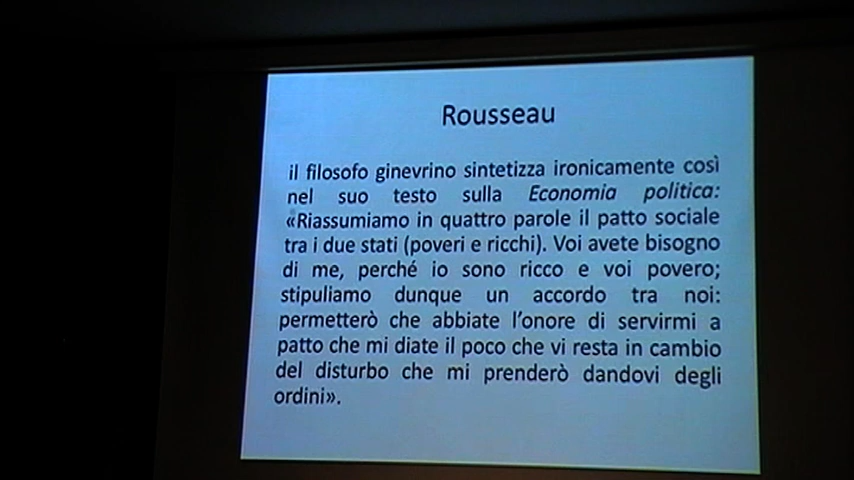 Rousseau
il filosofo ginevrino sintetizza ironicamente così
nel suo testo sulla Economia politica:
«Riassumiamo in quattro parole il patto sociale
tra i due stati (poveri e ricchi). Voi avete bisogno
di me, perché io sono ricco e voi povero;
stipuliamo dunque un accordo tra noi:
permetterò che abbiate l'onore di servirmi a
patto che mi diate il poco che vi resta in cambio
del disturbo che mi prenderò dandovi degli
ordini».